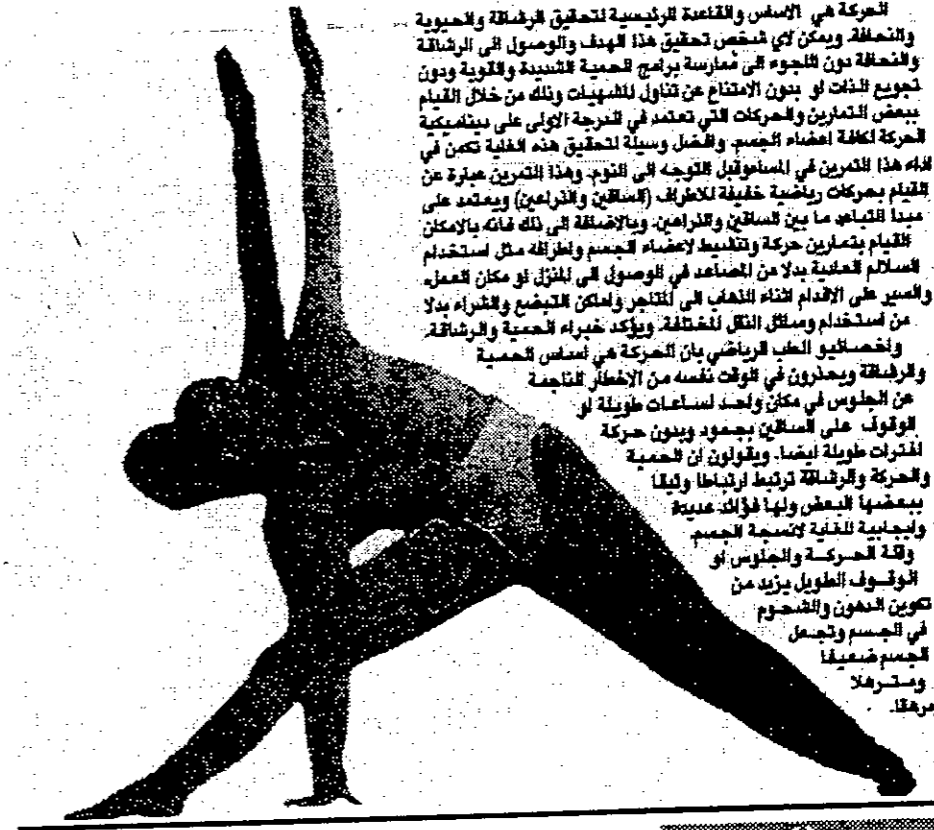 الحركة هي الاساس والقاعدة الرئيسية لتحقيق الرشاقة والحيوية
والنحافة. ويمكن لاي شخص تحقيق هذا الهدف والوصول الى الرشاقة
والنحافة دون اللجوء الى ممارسة برامج الحمية الشديدة والقوية ودون
تجويع الذات او بدون الامتناع عن تناول المشهيات وذلك من خلال القيام
ببعض التمارين والحركات التي تعتمد في الدرجة الاولى على ديناميكية
الحركة لكافة اعضاء الجسم. وافضل وسيلة لتحقيق هذه الغاية تكمن في
اداء هذا التمرين في المساء وقبل التوجه الى النوم. وهذا التمرين عبارة عن
القيام بحركات رياضية خفيفة للاطراف (الساقين والذراعين) ويعتمد على
مبدا التباعد ما بين الساقين والذراعين. وبالاضافة الى ذلك فانه بالامكان
القيام بتمارين حركة وتنشيط لاعضاء الجسم واطرافه مثل استخدام
السلالم العادية بدلا من المصاعد في الوصول الى المنزل او مكان العمل.
والسير على الاقدام اثناء الذهاب الى المتاجر واماكن التبضع والشراء بدلا
من استخدام وسائل النقل المختلفة. ويؤكد خبراء الحمية والرشاقة.
واخصائيو الطب الرياضي بان الحركة هي اساس الحمية
والرشاقة ويحذرون في الوقت نفسه من الاخطار الناجمة
عن الجلوس في مكان واحد لساعات طويلة او
الوقوف على الساقين بجمود وبدون حركة
لفترات طويلة ايضا. ويقولون ان الحمية
والحركة والرشاقة ترتبط ارتباطا وثيقا
ببعضها البعض ولها فوائد عديدة
وايجابية للغاية لانسجة الجسم.
وقلة الحركة والجلوس او
الوقوف الطويل يزيد من
تكوين الدهون والشحوم
في الجسم وتجعل
الجسم ضعيفا
ومترهلا
مرهقا.